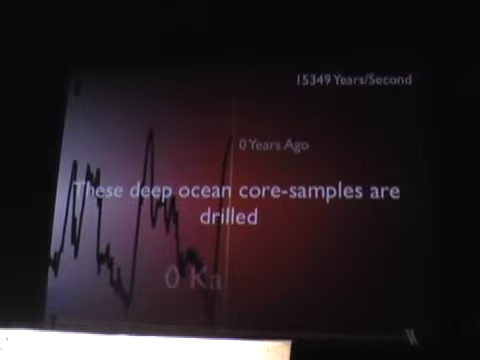 15349 Years/Second
0 Years Ago
These deep ocean core-samples are
drilled
0 Ka